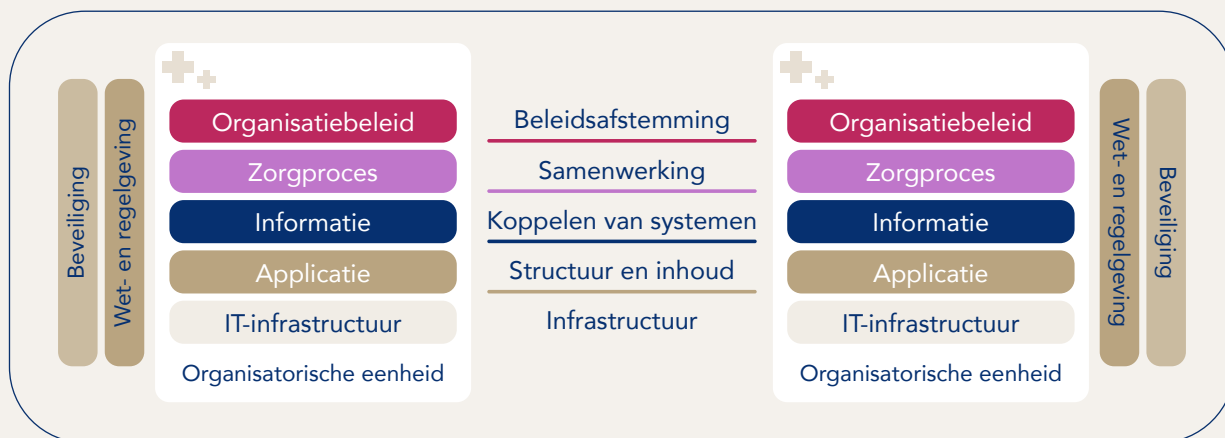 Beveiliging
Wet- en regelgeving
Organisatiebeleid
Zorgproces
Informatie
Applicatie
IT-infrastructuur
Organisatorische eenheid
Beleidsafstemming
Samenwerking
Koppelen van systemen
Structuur en inhoud
Infrastructuur
Organisatiebeleid
Zorgproces
Informatie
Applicatie
IT-infrastructuur
Organisatorische eenheid
Wet- en regelgeving
Beveiliging